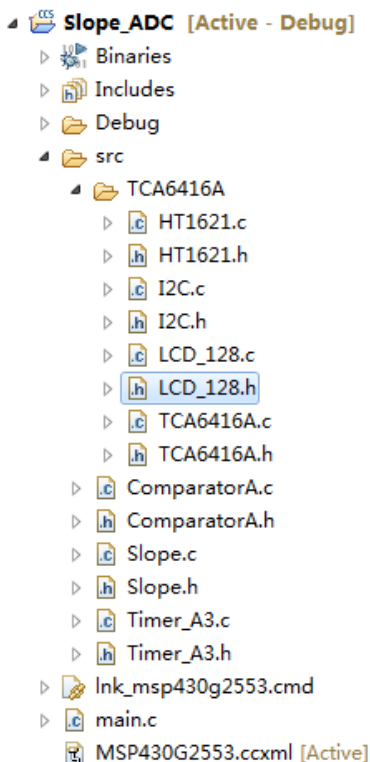 Slope_ADC [Active - Debug]
Binaries
Includes
Debug
src
TCA6416A
HT1621.c
HT1621.h
I2C.c
I2C.h
LCD_128.c
LCD_128.h
TCA6416A.c
TCA6416A.h
ComparatorA.c
ComparatorA.h
Slope.c
Slope.h
Timer_A3.c
Timer_A3.h
lnk_msp430g2553.cmd
main.c
MSP430G2553.ccxml [Active]